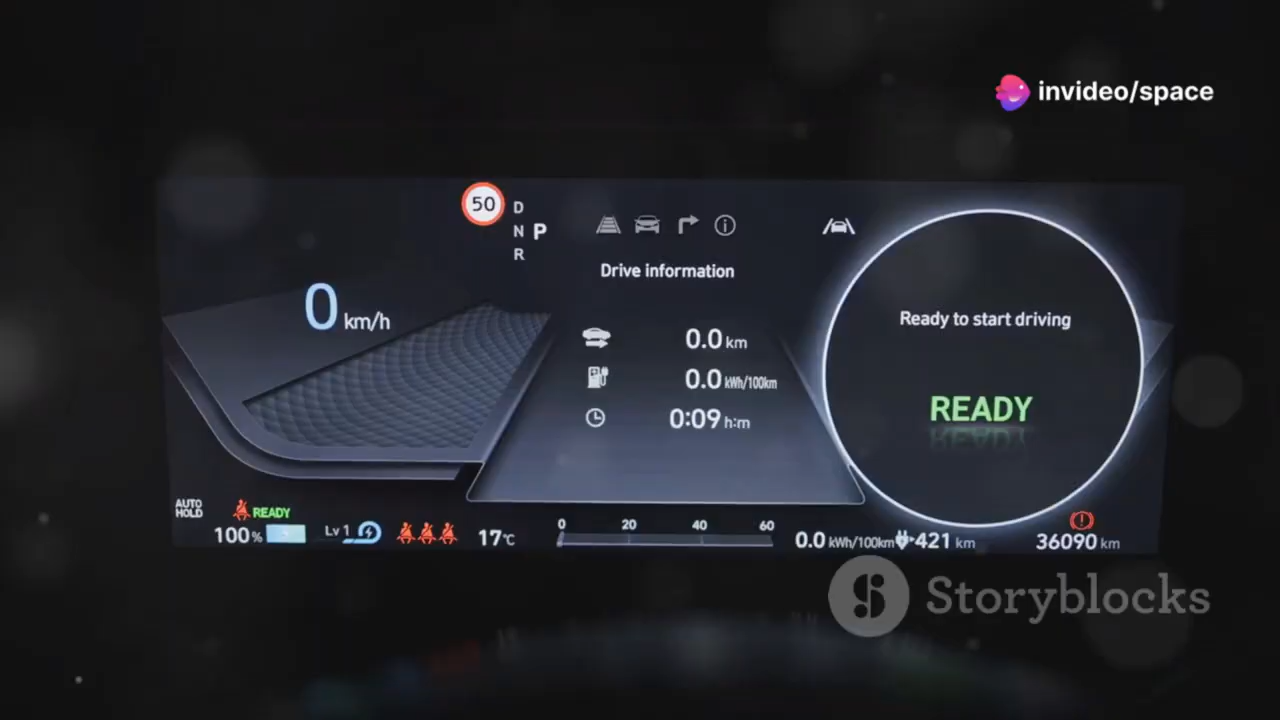 invideo/space
50
D
N P
R
Drive information
0 km/h
0.0 km
0.0 kWh/100km
0:09 h:m
Ready to start driving
READY
AUTO HOLD
READY
100 %
Lv 1
17°C
0 20 40 60
0.0 kWh/100km
421 km
36090 km
Storyblocks